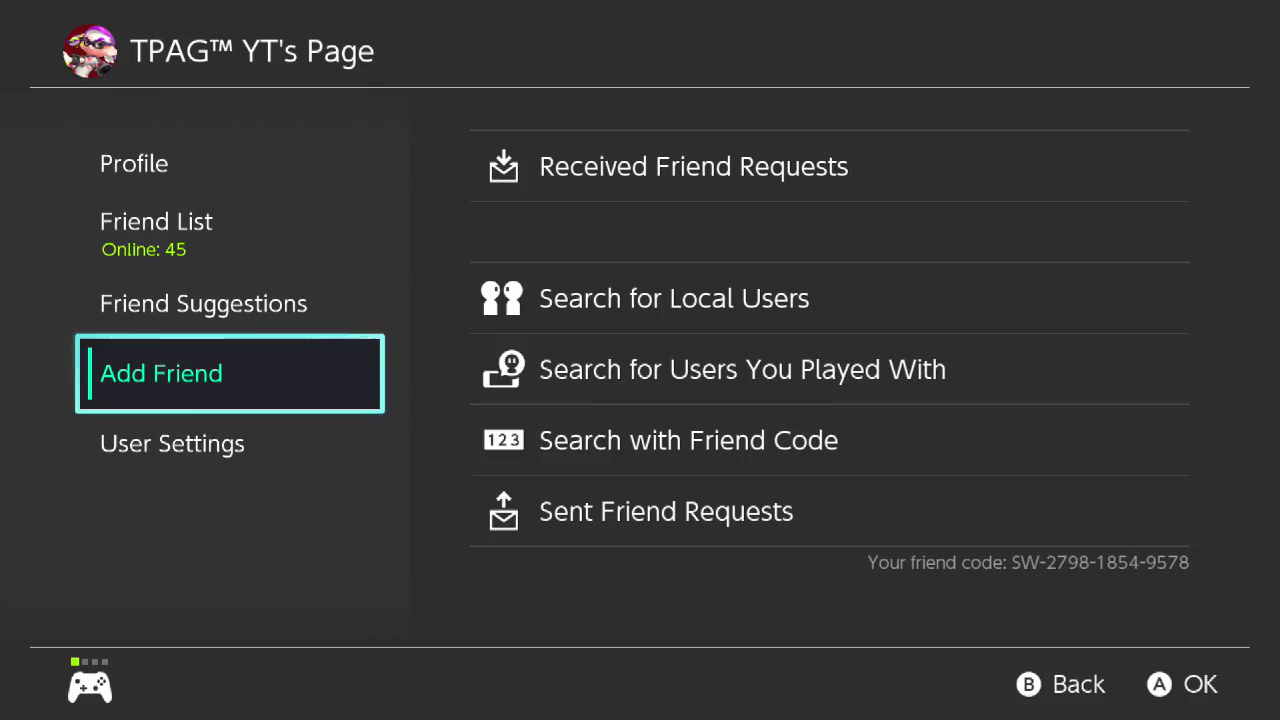 TPAG™ YT's Page
Profile
Friend List
Online: 45
Friend Suggestions
Add Friend
User Settings
Received Friend Requests
Search for Local Users
Search for Users You Played With
123 Search with Friend Code
Sent Friend Requests
Your friend code: SW-2798-1854-9578
B Back A OK